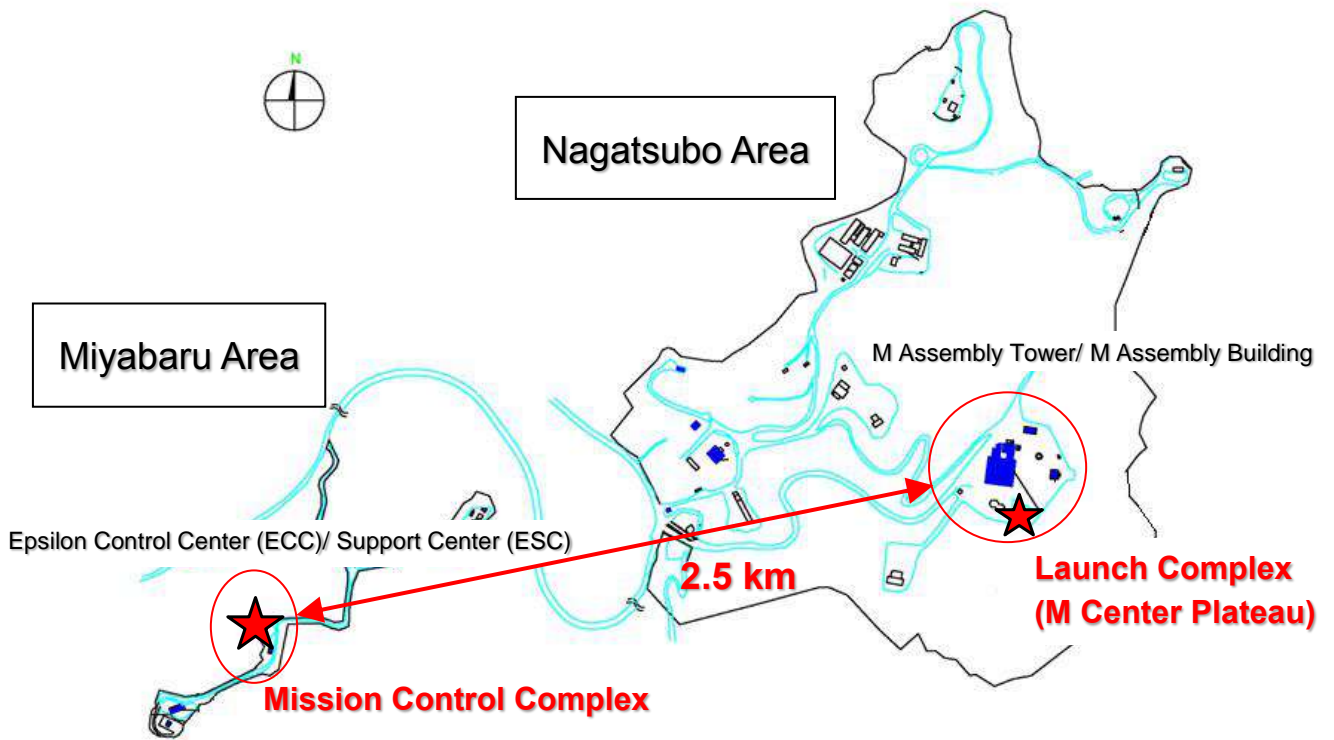 N
Nagatsubo Area
Miyabaru Area
M Assembly Tower/ M Assembly Building
Epsilon Control Center (ECC)/ Support Center (ESC)
2.5 km
Launch Complex
(M Center Plateau)
Mission Control Complex